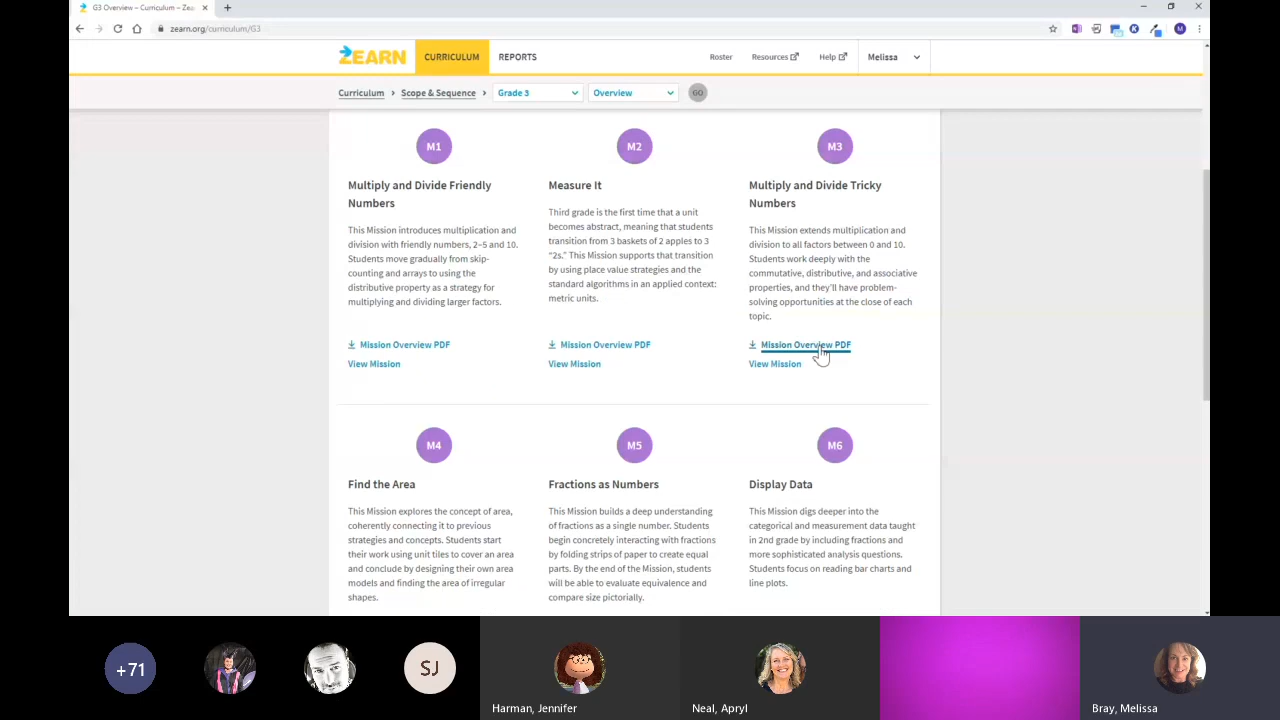 G3 Overview – Curriculum – Zea
zearn.org/curriculum/G3
ZEARN
CURRICULUM
REPORTS
Roster
Resources
Help
Melissa
Curriculum > Scope & Sequence > Grade 3
Overview
GO
M1
Multiply and Divide Friendly
Numbers
This Mission introduces multiplication and
division with friendly numbers, 2–5 and 10.
Students move gradually from skip-
counting and arrays to using the
distributive property as a strategy for
multiplying and dividing larger factors.
Mission Overview PDF
View Mission
M2
Measure It
Third grade is the first time that a unit
becomes abstract, meaning that students
transition from 3 baskets of 2 apples to 3
“2s.” This Mission supports that transition
by using place value strategies and the
standard algorithms in an applied context:
metric units.
Mission Overview PDF
View Mission
M3
Multiply and Divide Tricky
Numbers
This Mission extends multiplication and
division to all factors between 0 and 10.
Students work deeply with the
commutative, distributive, and associative
properties, and they’ll have problem-
solving opportunities at the close of each
topic.
Mission Overview PDF
View Mission
M4
Find the Area
This Mission explores the concept of area,
coherently connecting it to previous
strategies and concepts. Students start
their work using unit tiles to cover an area
and conclude by designing their own area
models and finding the area of irregular
shapes.
M5
Fractions as Numbers
This Mission builds a deep understanding
of fractions as a single number. Students
begin concretely interacting with fractions
by folding strips of paper to create equal
parts. By the end of the Mission, students
will be able to evaluate equivalence and
compare size pictorially.
M6
Display Data
This Mission digs deeper into the
categorical and measurement data taught
in 2nd grade by including fractions and
more sophisticated analysis questions.
Students focus on reading bar charts and
line plots.
+71
SJ
Harman, Jennifer
Neal, Apryl
Bray, Melissa